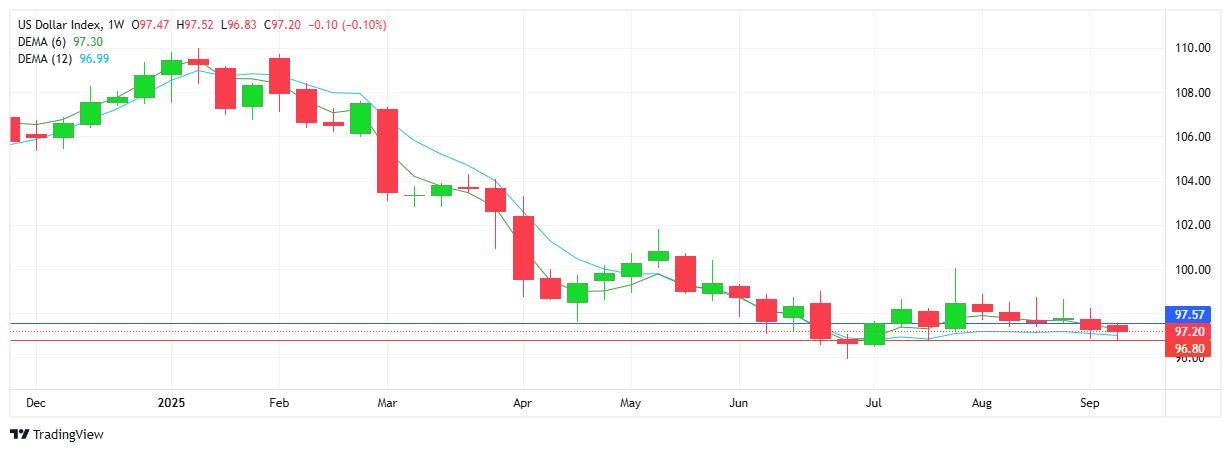 US Dollar Index, 1W O97.47 H97.52 L96.83 C97.20 −0.10 (−0.10%)
DEMA (6) 97.30
DEMA (12) 96.99
110.00
108.00
106.00
104.00
102.00
100.00
97.57
97.20
96.80
96.00
Dec 2025 Feb Mar Apr May Jun Jul Aug Sep
TradingView